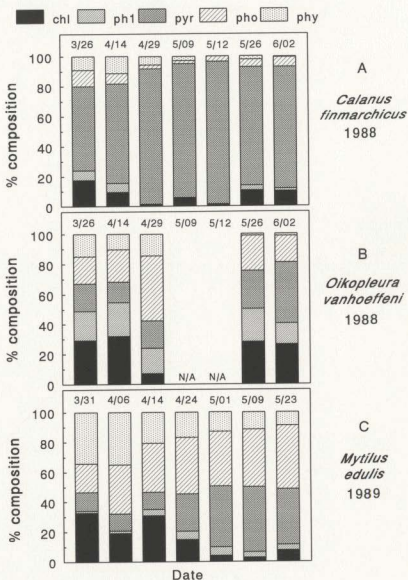 chl ph1 pyr pho phy
3/26 4/14 4/29 5/09 5/12 5/26 6/02
100
80
60
40
20
0
% composition
A
Calanus
finmarchicus
1988
3/26 4/14 4/29 5/09 5/12 5/26 6/02
100
80
60
40
20
0
% composition
N/A N/A
B
Oikopleura
vanhoeffeni
1988
3/31 4/06 4/14 4/24 5/01 5/09 5/23
100
80
60
40
20
0
% composition
C
Mytilus
edulis
1989
Date